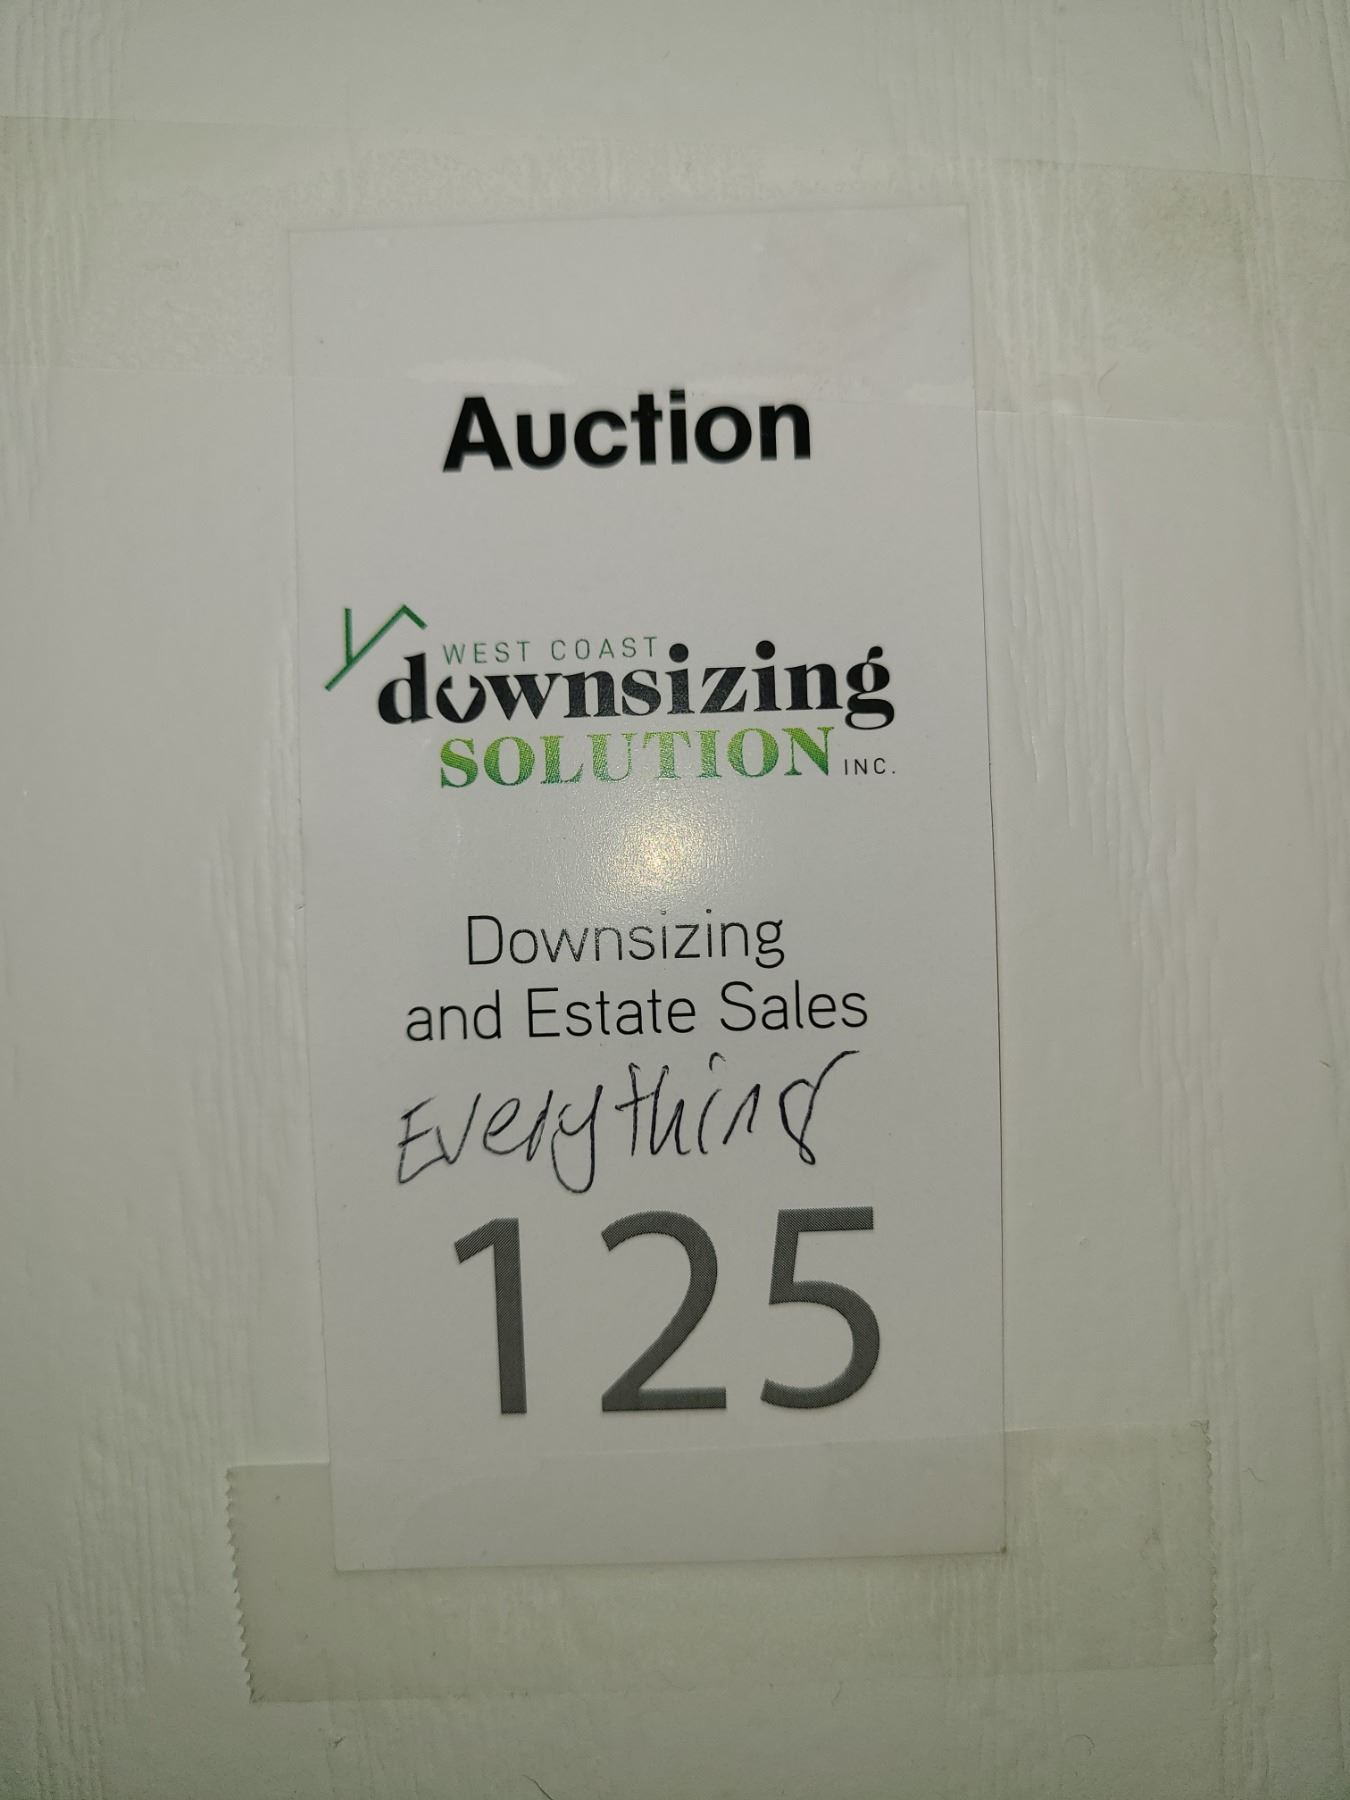 Auction
WEST COAST
downsizing
SOLUTION INC.
Downsizing
and Estate Sales
Everything
125